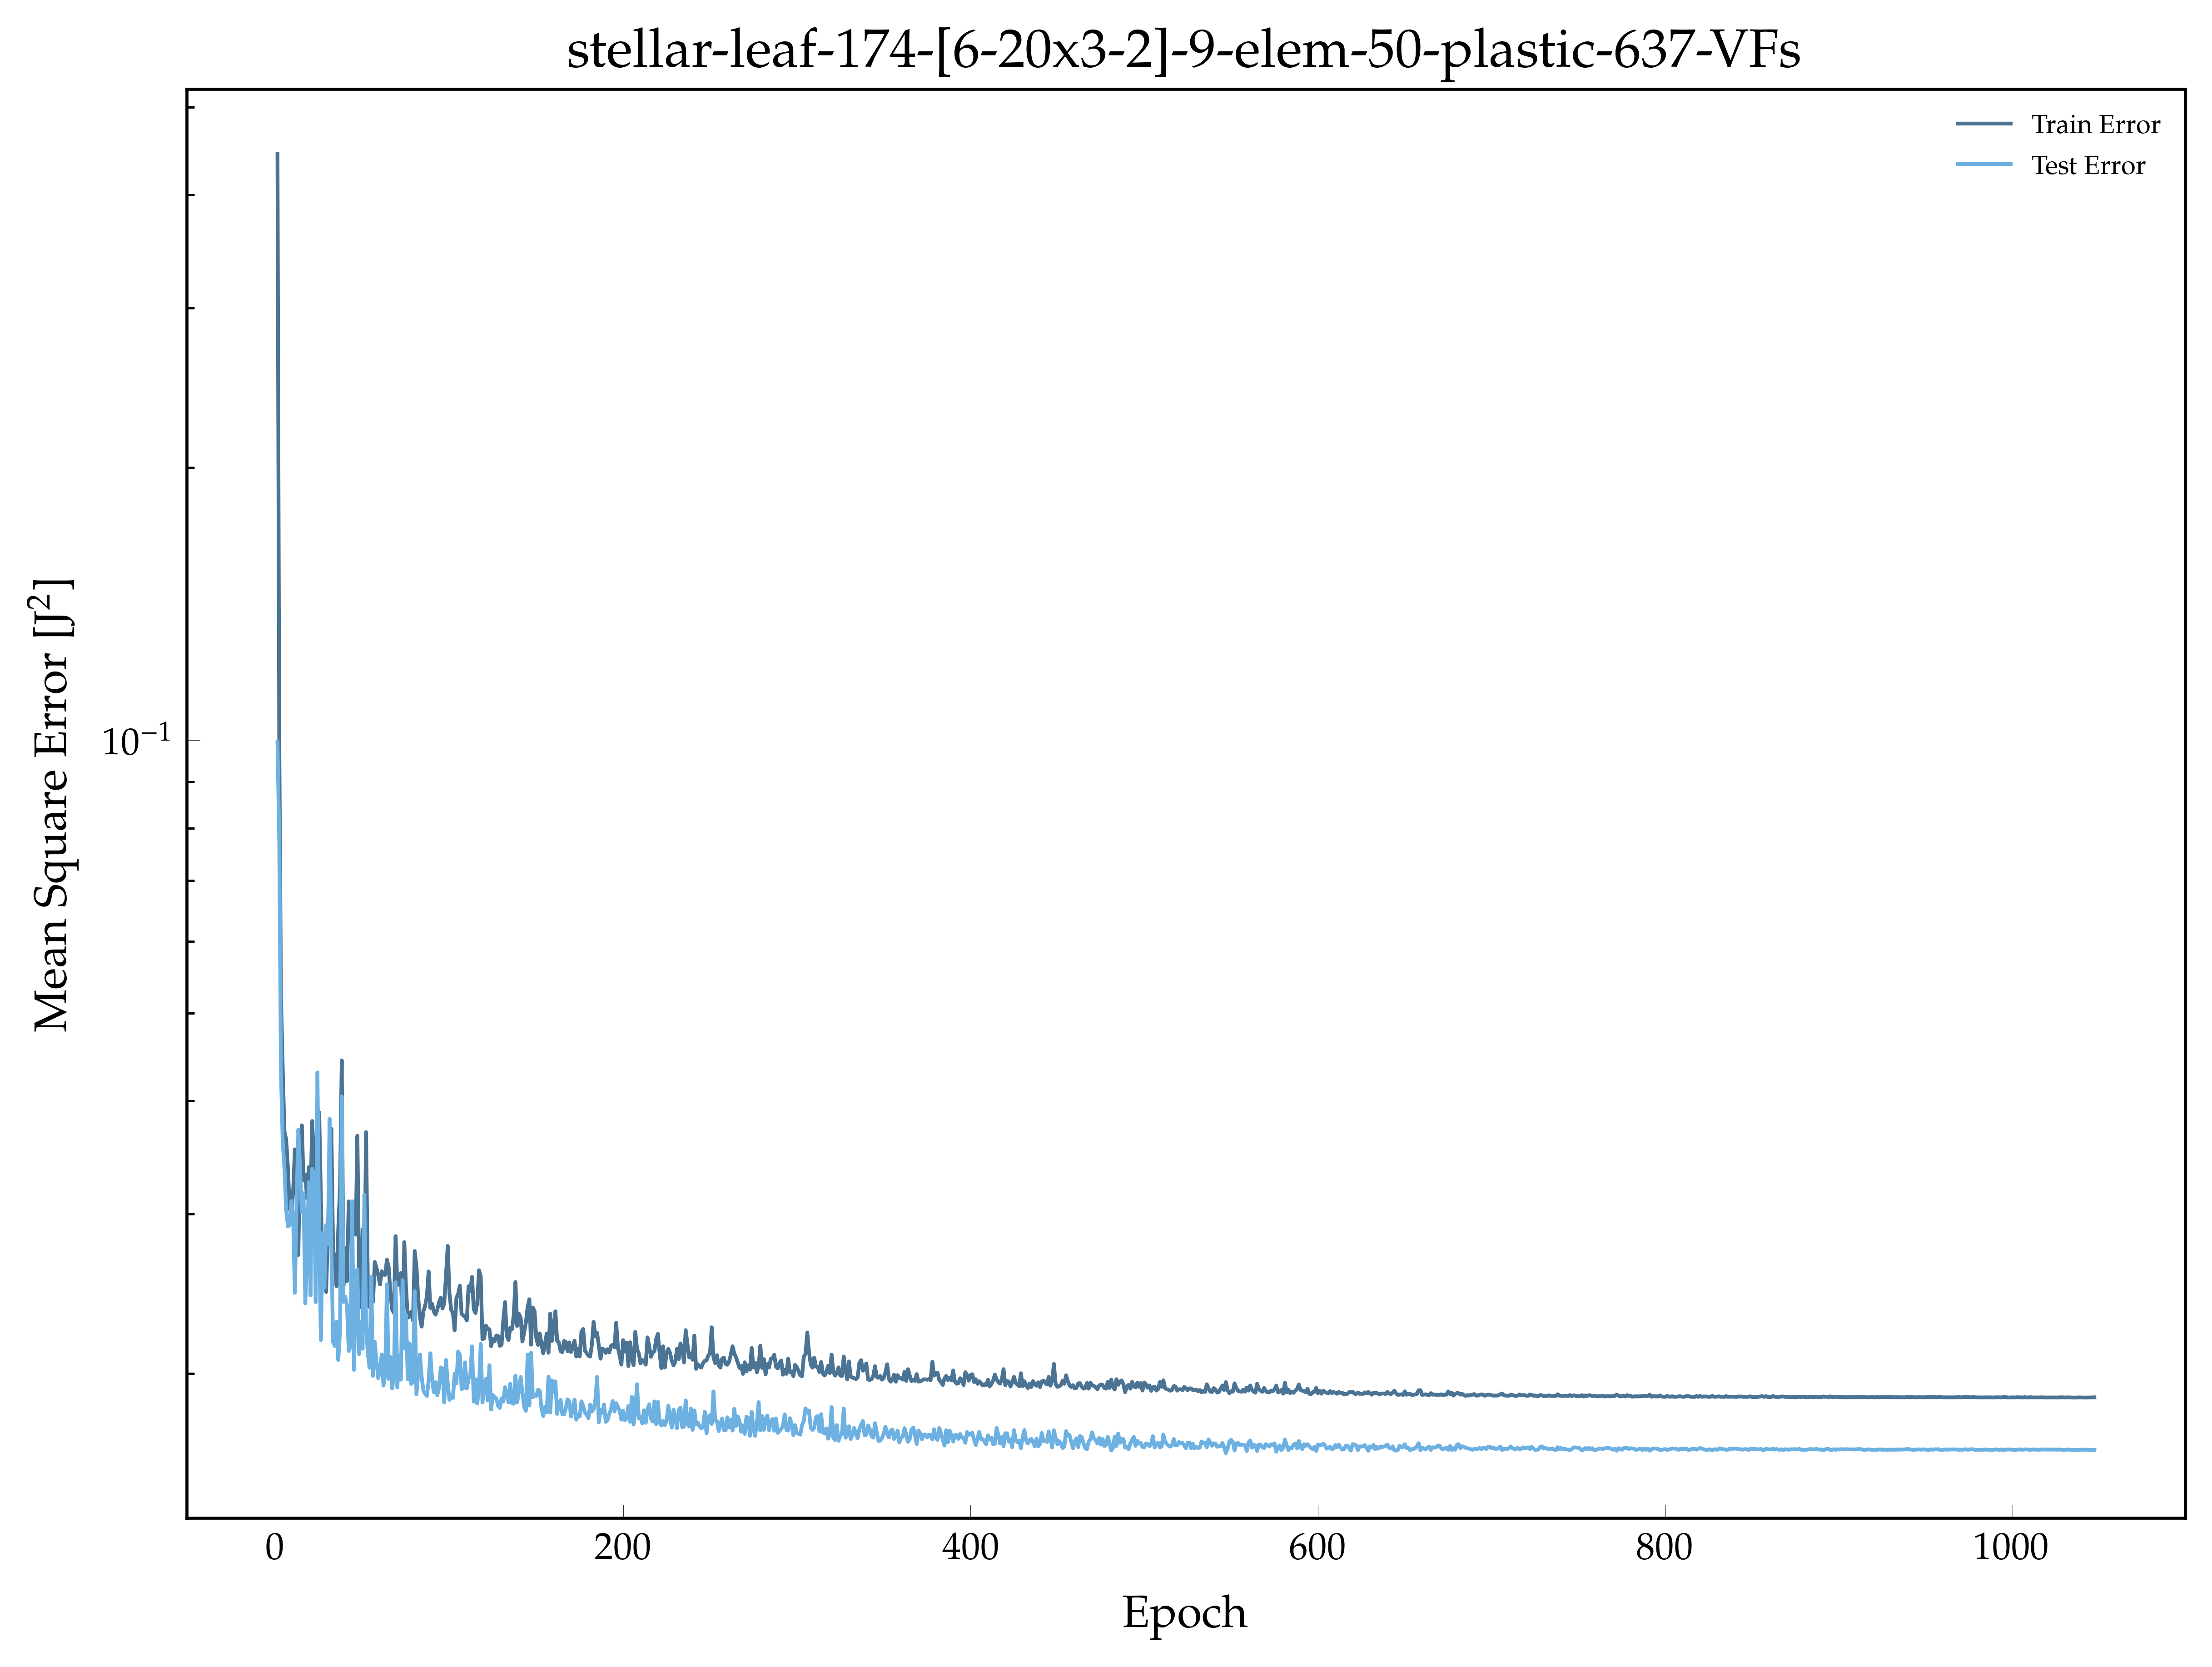 stellar-leaf-174-[6-20x3-2]-9-elem-50-plastic-637-VFs
Train Error
Test Error
Mean Square Error [J²]
10⁻¹
0 200 400 600 800 1000
Epoch